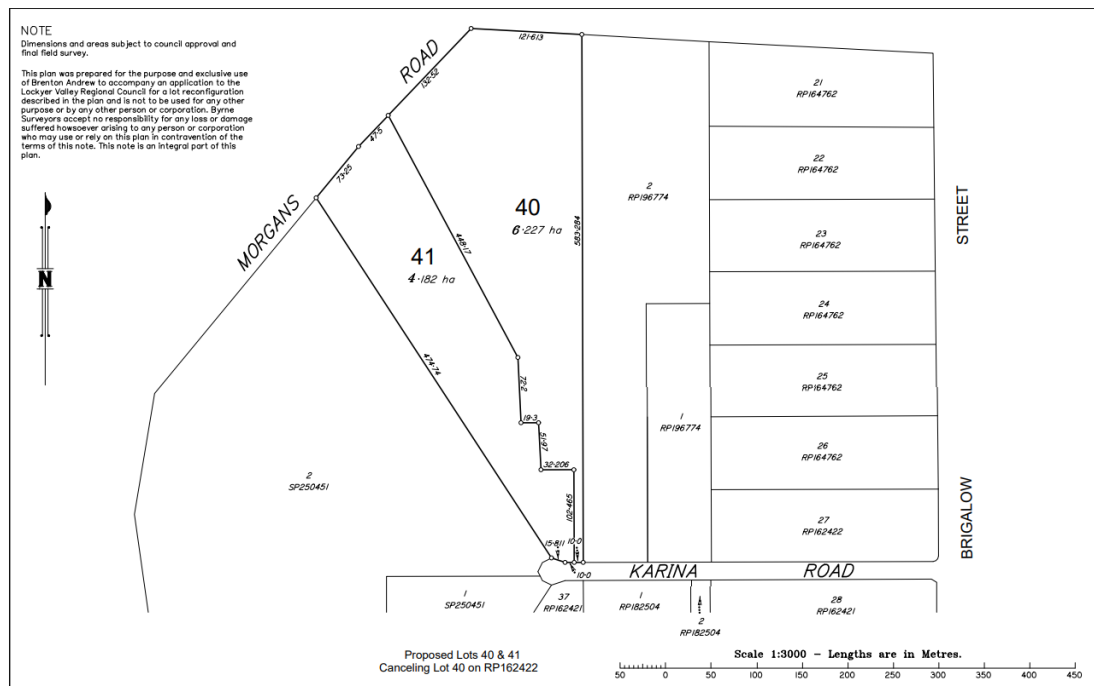 NOTE
Dimensions and areas subject to council approval and
final field survey.
This plan was prepared for the purpose and exclusive use
of Brenton Andrew to accompany an application to the
Lockyer Valley Regional Council for a lot reconfiguration
described in the plan and is not to be used for any other
purpose or by any other person or corporation. Byrne
Surveyors accept no responsibility for any loss or damage
suffered howsoever arising to any person or corporation
who may use or rely on this plan in contravention of the
terms of this note. This note is an integral part of this
plan.
N
MORGANS
ROAD
121·613
132·52
47·5
73·25
40
6·227 ha
41
4·182 ha
448·17
583·284
474·74
72·2
19·3
51·97
32·206
102·465
10·0
15·811
10·0
2
RP196774
1
RP196774
21
RP164762
22
RP164762
23
RP164762
24
RP164762
25
RP164762
26
RP164762
27
RP162422
STREET
BRIGALOW
2
SP250451
KARINA
ROAD
1
SP250451
37
RP162421
1
RP182504
2
RP182504
28
RP162421
Proposed Lots 40 & 41
Canceling Lot 40 on RP162422
Scale 1:3000 – Lengths are in Metres.
50 0 50 100 150 200 250 300 350 400 450